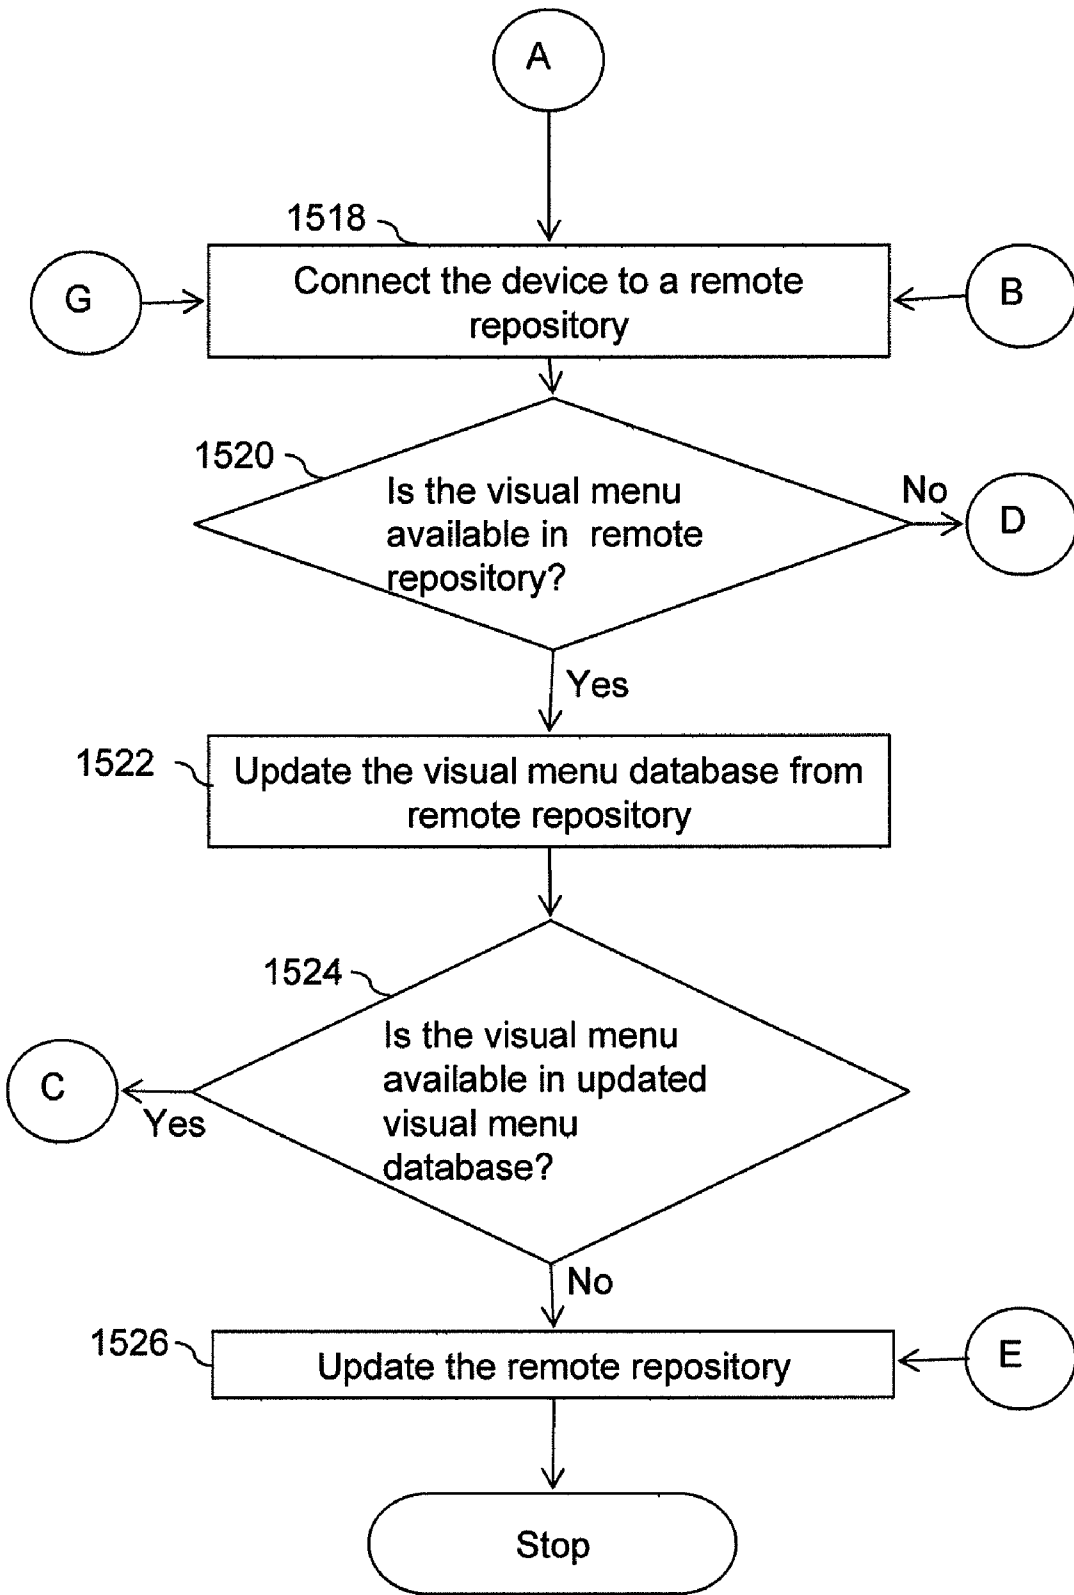 A
1518
G
Connect the device to a remote
repository
B
1520
Is the visual menu
available in remote
repository?
No
D
Yes
1522
Update the visual menu database from
remote repository
1524
Is the visual menu
available in updated
visual menu
database?
C
Yes
No
1526
Update the remote repository
E
Stop